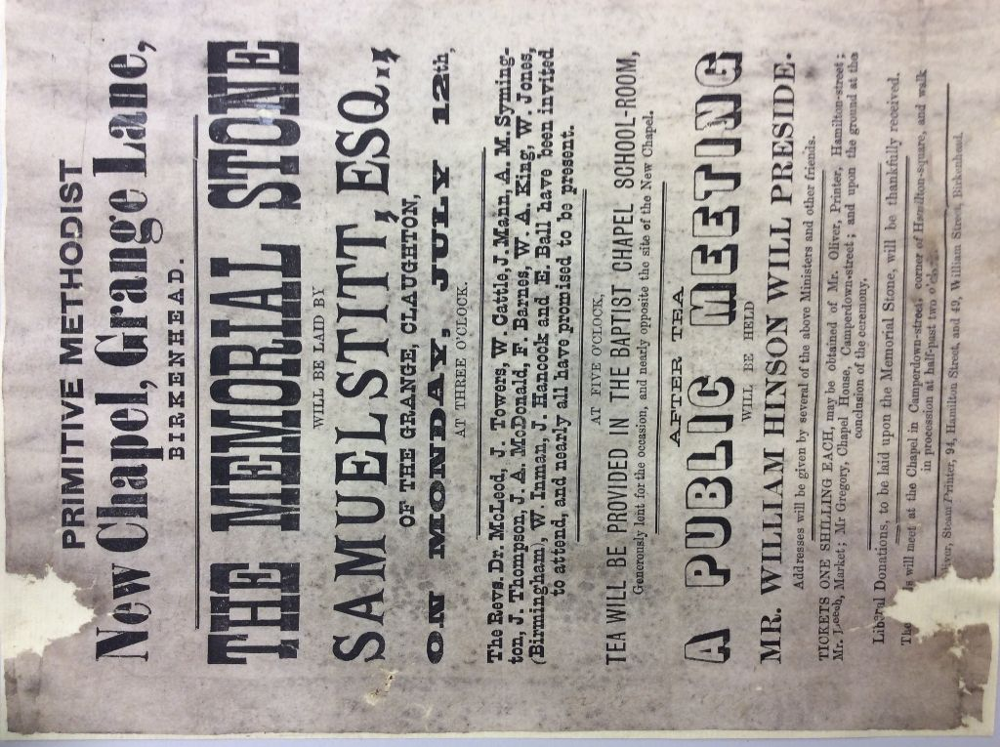 PRIMITIVE METHODIST
New Chapel, Grange Lane,
BIRKENHEAD.
THE MEMORIAL STONE
WILL BE LAID BY
SAMUEL STITT, ESQ.,
OF THE GRANGE, CLAUGHTON,
ON MONDAY, JULY 12th,
AT THREE O'CLOCK.
The Revs. Dr. McLeod, J. Towers, W. Cattle, J. Mann, A. M. Syming-
ton, J. Thompson, J. A. McDonald, F. Barnes, W. A. King, W. Jones,
(Birmingham), W. Inman, J. Hancock and E. Ball have been invited
to attend, and nearly all have promised to be present.
AT FIVE O'CLOCK,
TEA WILL BE PROVIDED IN THE BAPTIST CHAPEL SCHOOL-ROOM,
Generously lent for the occasion, and nearly opposite the site of the New Chapel.
AFTER TEA
A PUBLIC MEETING
WILL BE HELD
MR. WILLIAM HINSON WILL PRESIDE.
Addresses will be given by several of the above Ministers and other friends.
TICKETS ONE SHILLING EACH, may be obtained of Mr. Oliver, Printer, Hamilton-street;
Mr. Market; Mr Gregory, Chapel House, Camperdown-street; and upon the ground at the
conclusion of the ceremony.
Liberal Donations, to be laid upon the Memorial Stone, will be thankfully received.
The will meet at the Chapel in Camperdown-street, corner of Hamilton-square, and walk
in procession at half-past two o'clock.
Steam Printer, 94, Hamilton Street, and 49, William Street, Birkenhead.